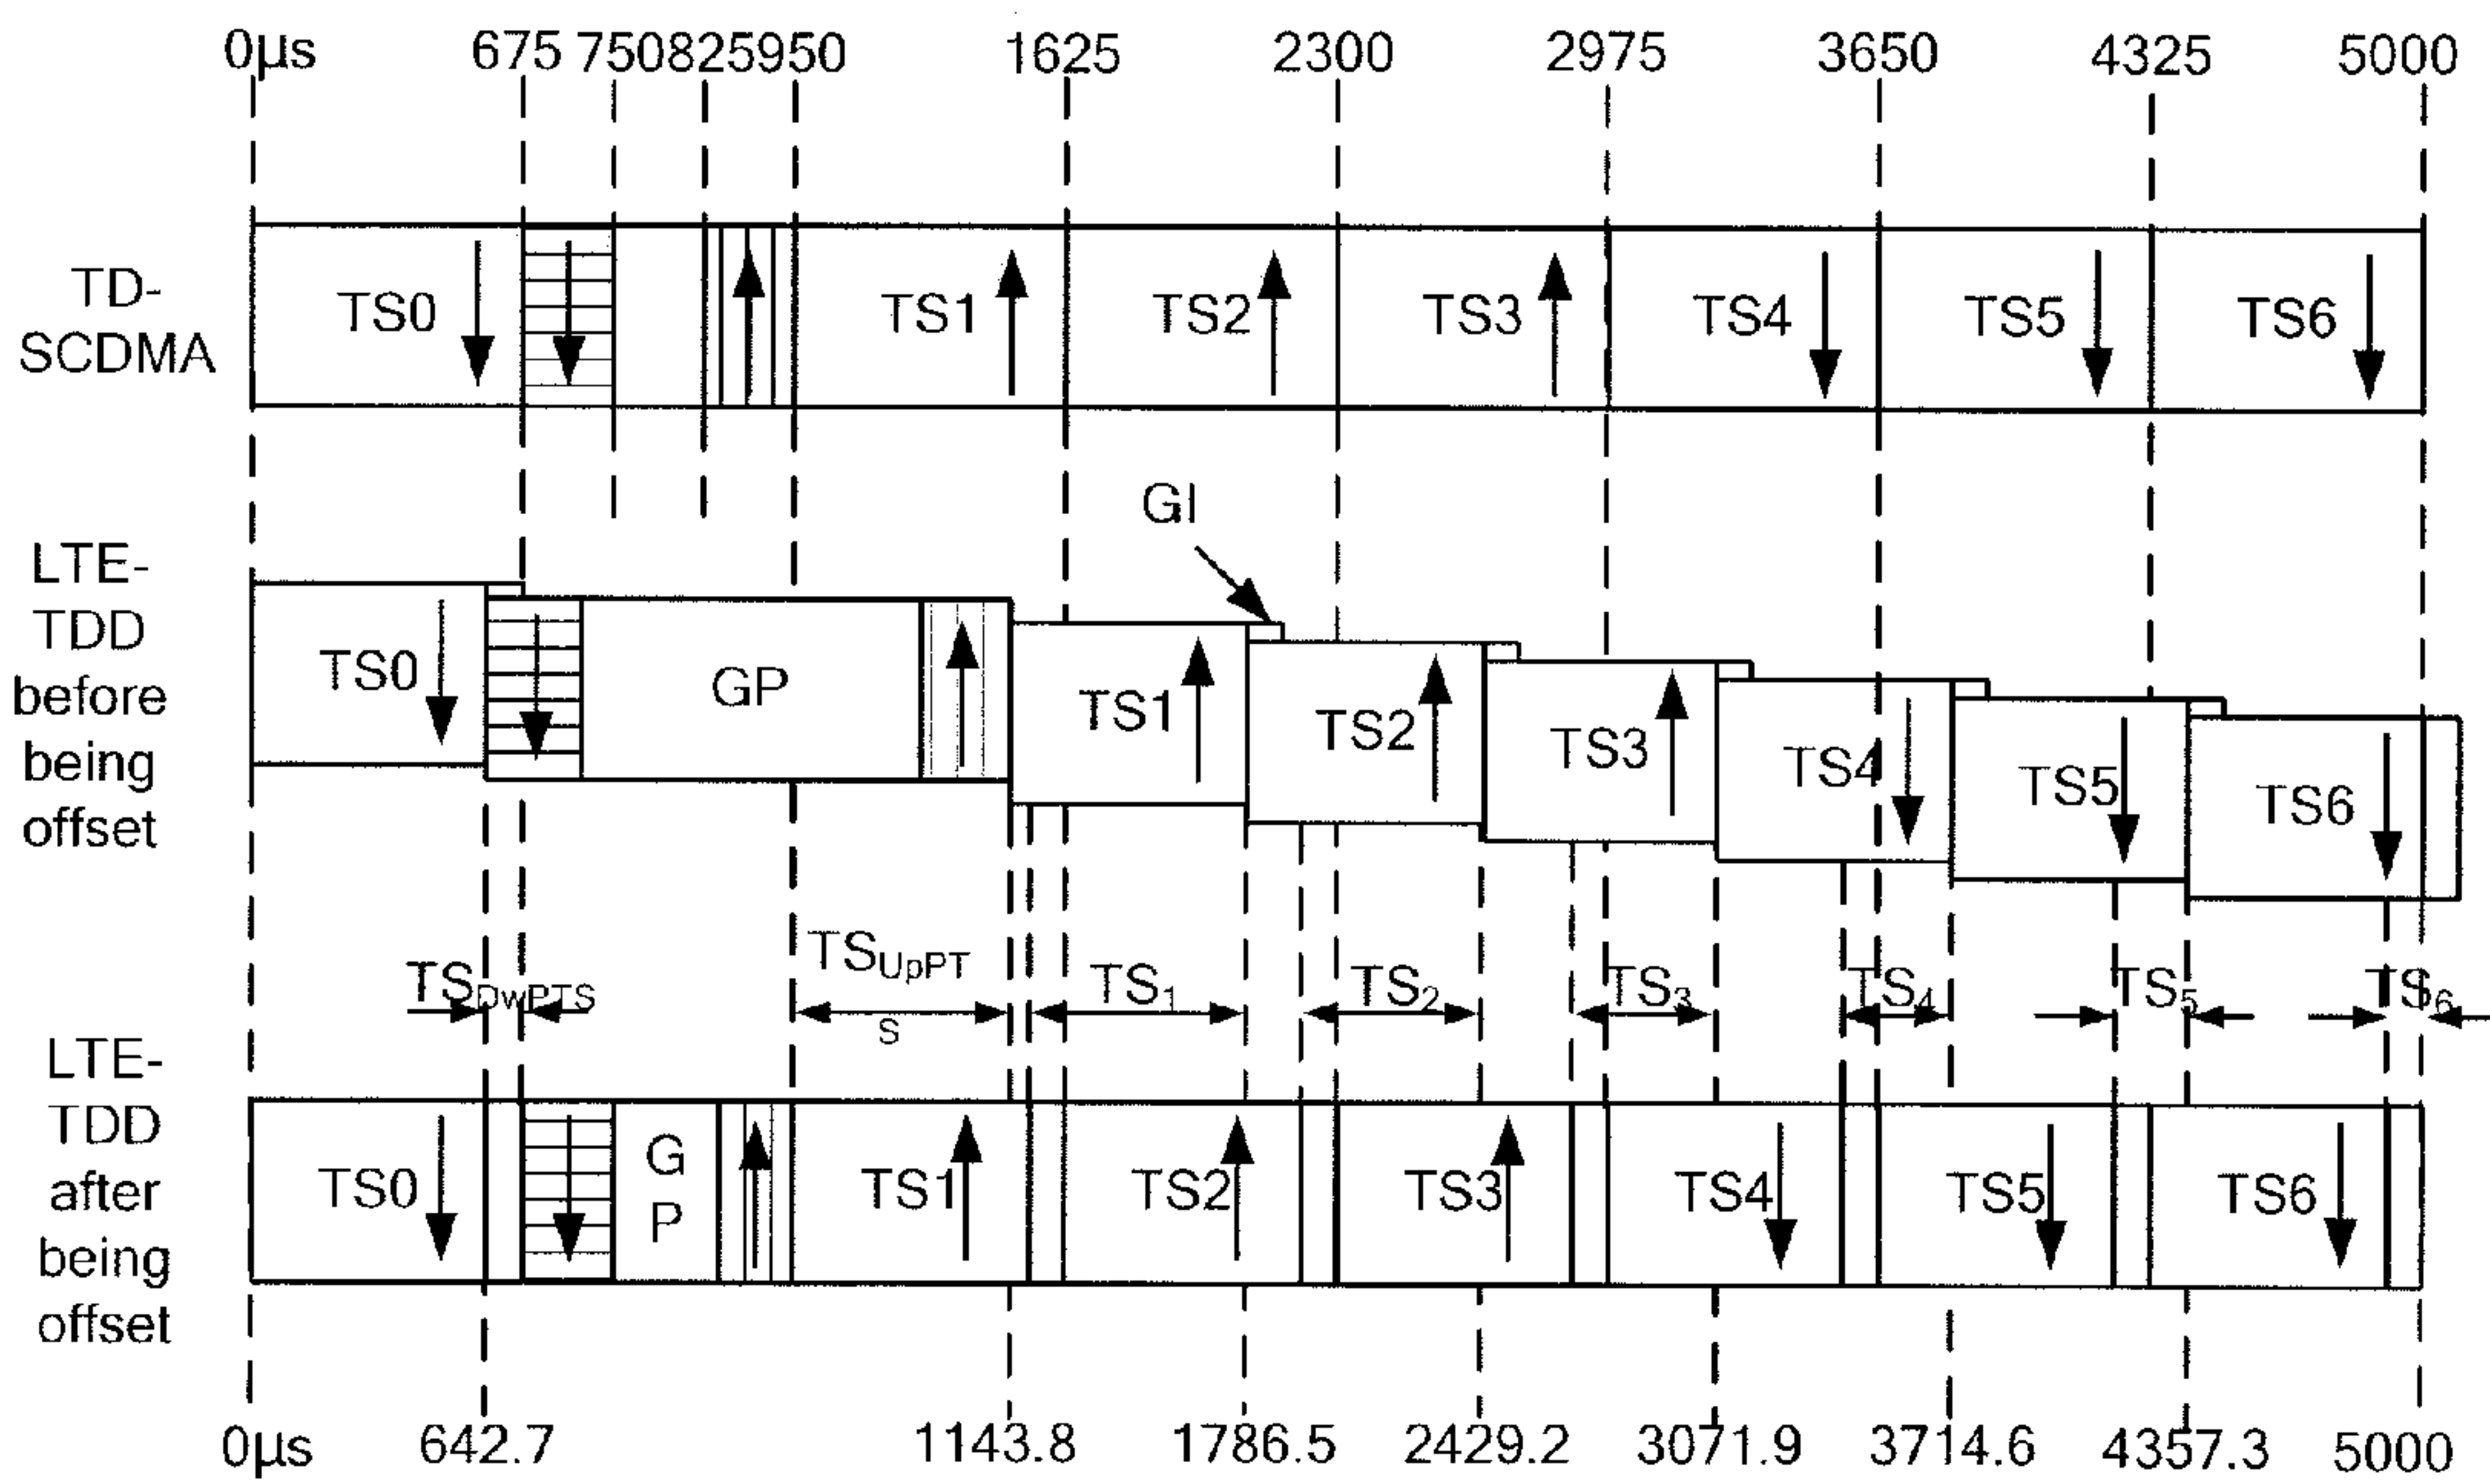 0µs 675 750 825 950 1625 2300 2975 3650 4325 5000
TD-
SCDMA
TS0 TS1 TS2 TS3 TS4 TS5 TS6
GI
LTE-
TDD
before
being
offset
TS0 GP TS1 TS2 TS3 TS4 TS5 TS6
TSDwPTS TSUpPT
S
TS1 TS2 TS3 TS4 TS5 TS6
LTE-
TDD
after
being
offset
TS0 G
P
TS1 TS2 TS3 TS4 TS5 TS6
0µs 642.7 1143.8 1786.5 2429.2 3071.9 3714.6 4357.3 5000